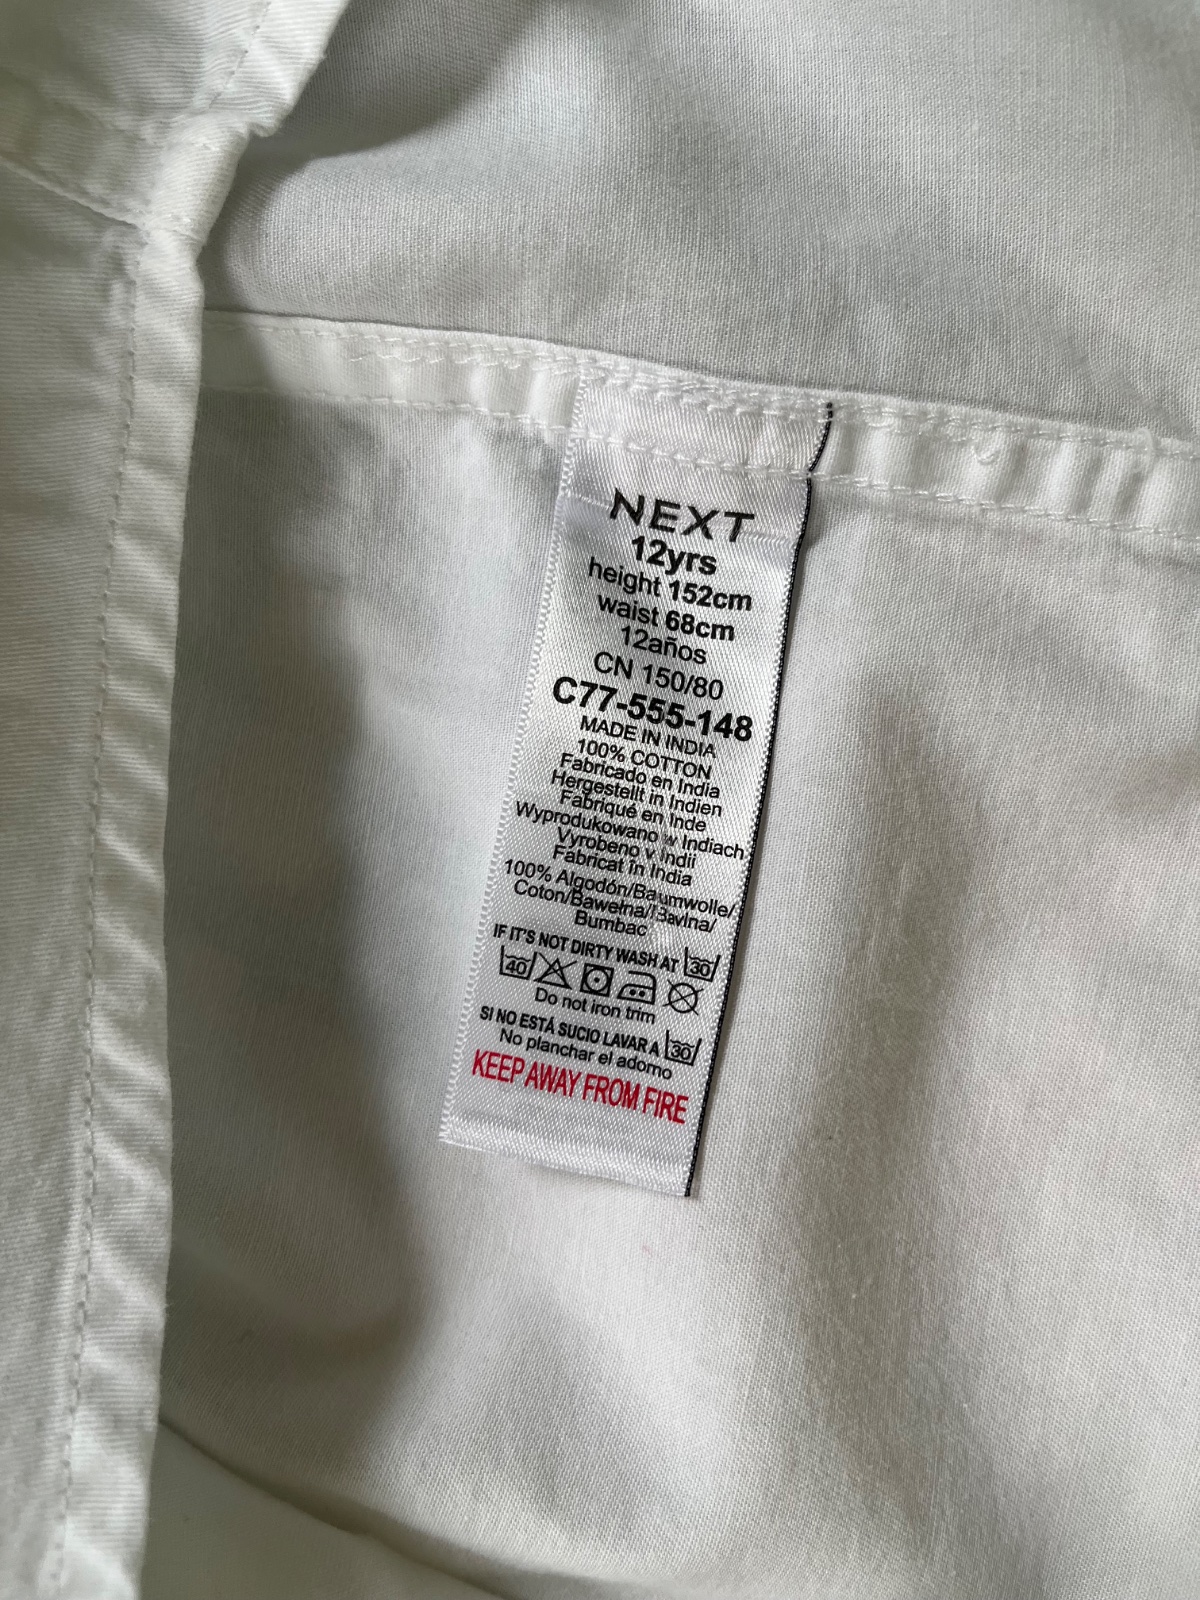 NEXT
12yrs
height 152cm
waist 68cm
12años
CN 150/80
C77-555-148
MADE IN INDIA
100% COTTON
Fabricado en India
Hergestellt in Indien
Fabriqué en Inde
Wyprodukowano w Indiach
Vyrobeno v Indii
Fabricat în India
100% Algodón/Baumwolle/
Coton/Bawełna/Bavlna/
Bumbac
IF IT'S NOT DIRTY WASH AT 30
40
Do not iron trim
SI NO ESTÁ SUCIO LAVAR A 30
No planchar el adorno
KEEP AWAY FROM FIRE